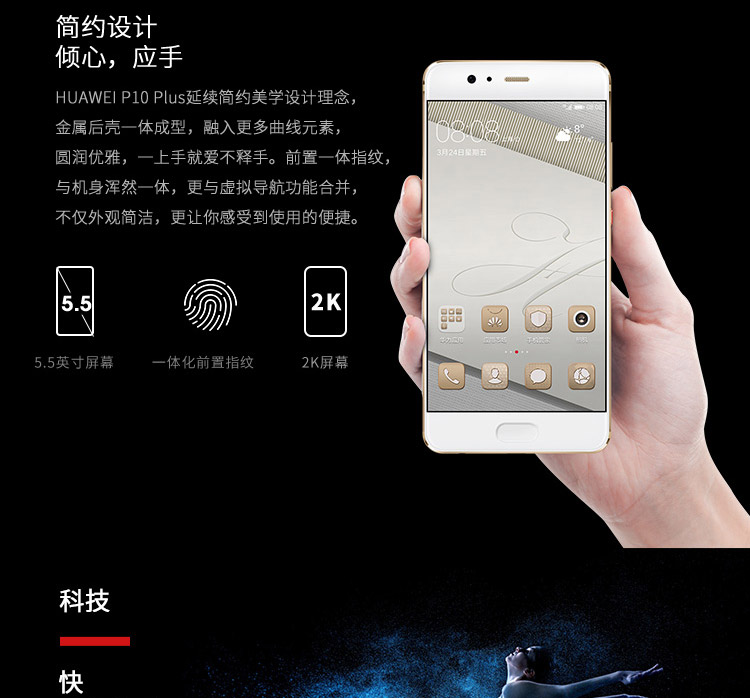 简约设计
倾心，应手
HUAWEI P10 Plus延续简约美学设计理念，
金属后壳一体成型，融入更多曲线元素，
圆润优雅，一上手就爱不释手。前置一体指纹，
与机身浑然一体，更与虚拟导航功能合并，
不仅外观简洁，更让你感受到使用的便捷。
5.5
2K
5.5英寸屏幕
一体化前置指纹
2K屏幕
08:08
08:08
8°
3月24日星期五
科技
快